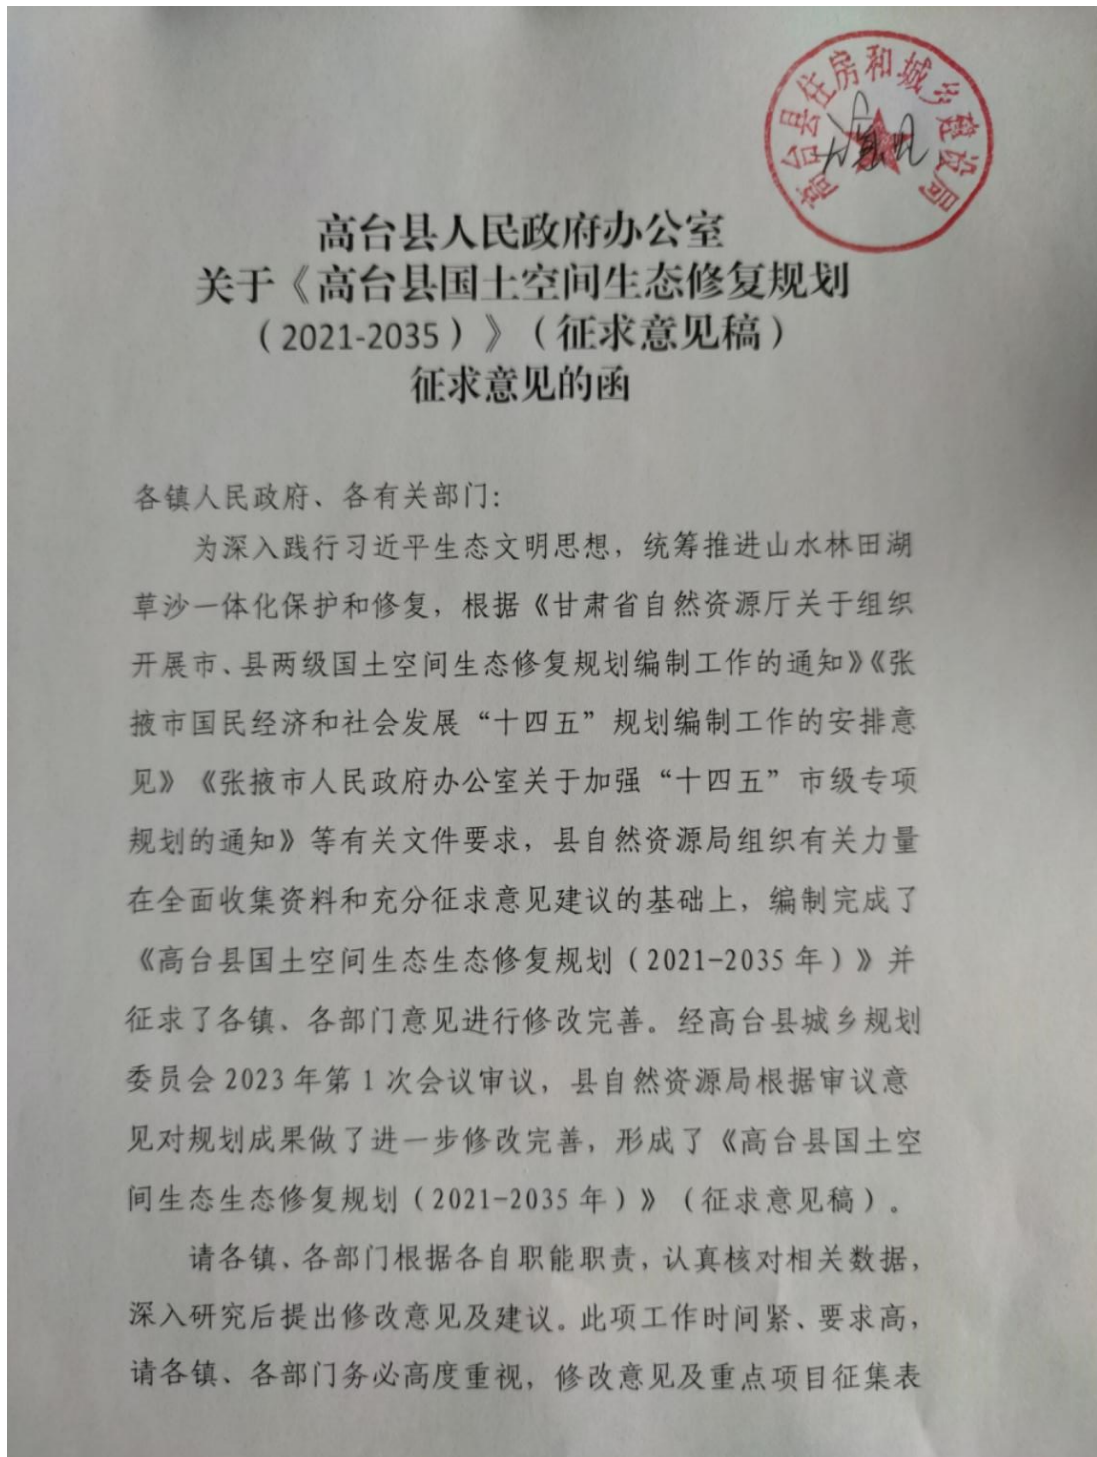 高台县住房和城乡建设局
高台县人民政府办公室
关于《高台县国土空间生态修复规划
（2021-2035）》（征求意见稿）
征求意见的函
各镇人民政府、各有关部门：
为深入践行习近平生态文明思想，统筹推进山水林田湖
草沙一体化保护和修复，根据《甘肃省自然资源厅关于组织
开展市、县两级国土空间生态修复规划编制工作的通知》《张
掖市国民经济和社会发展“十四五”规划编制工作的安排意
见》《张掖市人民政府办公室关于加强“十四五”市级专项
规划的通知》等有关文件要求，县自然资源局组织有关力量
在全面收集资料和充分征求意见建议的基础上，编制完成了
《高台县国土空间生态生态修复规划（2021-2035年）》并
征求了各镇、各部门意见进行修改完善。经高台县城乡规划
委员会2023年第1次会议审议，县自然资源局根据审议意
见对规划成果做了进一步修改完善，形成了《高台县国土空
间生态生态修复规划（2021-2035年）》（征求意见稿）。
请各镇、各部门根据各自职能职责，认真核对相关数据，
深入研究后提出修改意见及建议。此项工作时间紧、要求高，
请各镇、各部门务必高度重视，修改意见及重点项目征集表